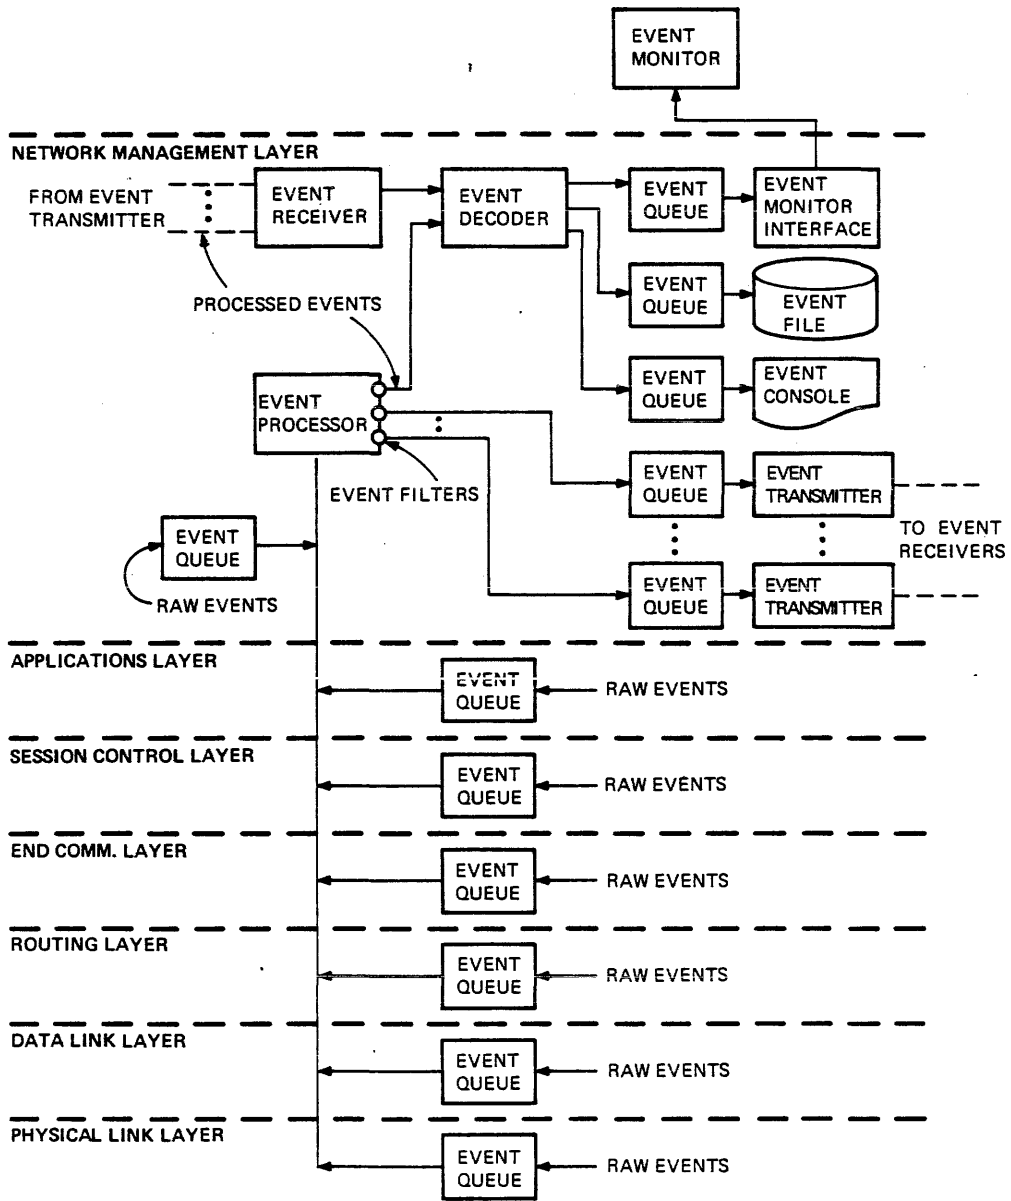 EVENT
MONITOR
NETWORK MANAGEMENT LAYER
FROM EVENT
TRANSMITTER
EVENT
RECEIVER
EVENT
DECODER
EVENT
QUEUE
EVENT
MONITOR
INTERFACE
PROCESSED EVENTS
EVENT
QUEUE
EVENT
FILE
EVENT
PROCESSOR
EVENT
QUEUE
EVENT
CONSOLE
EVENT FILTERS
EVENT
QUEUE
EVENT
TRANSMITTER
TO EVENT
RECEIVERS
EVENT
QUEUE
RAW EVENTS
EVENT
QUEUE
EVENT
TRANSMITTER
APPLICATIONS LAYER
EVENT
QUEUE
RAW EVENTS
SESSION CONTROL LAYER
EVENT
QUEUE
RAW EVENTS
END COMM. LAYER
EVENT
QUEUE
RAW EVENTS
ROUTING LAYER
EVENT
QUEUE
RAW EVENTS
DATA LINK LAYER
EVENT
QUEUE
RAW EVENTS
PHYSICAL LINK LAYER
EVENT
QUEUE
RAW EVENTS